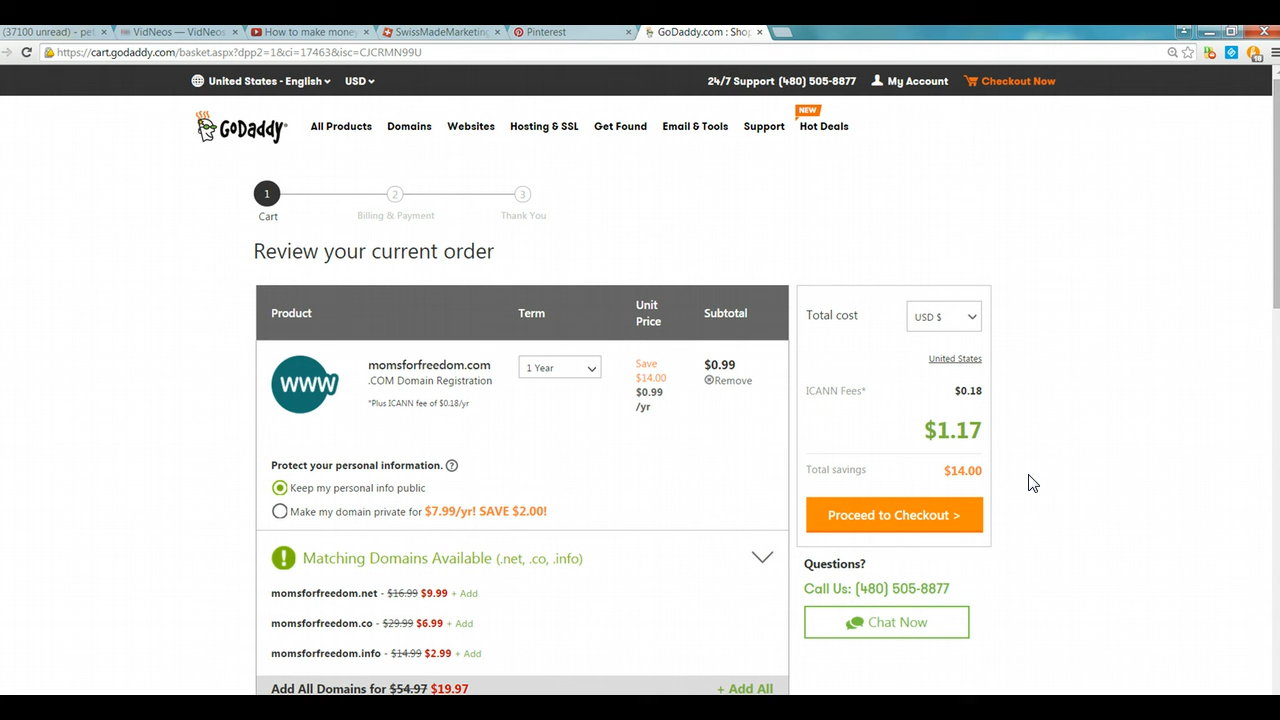 (37100 unread) - pet
VidNeos — VidNeos
How to make money
SwissMadeMarketing
Pinterest
GoDaddy.com : Shop
https://cart.godaddy.com/basket.aspx?dpp2=1&ci=17463&isc=CJCRMN99U
United States - English
USD
24/7 Support (480) 505-8877
My Account
Checkout Now
GoDaddy
All Products
Domains
Websites
Hosting & SSL
Get Found
Email & Tools
Support
NEW
Hot Deals
1
2
3
Cart
Billing & Payment
Thank You
Review your current order
Product
Term
Unit
Price
Subtotal
www
momsforfreedom.com
.COM Domain Registration
*Plus ICANN fee of $0.18/yr
1 Year
Save
$14.00
$0.99
/yr
$0.99
Remove
Protect your personal information. ?
Keep my personal info public
Make my domain private for $7.99/yr! SAVE $2.00!
! Matching Domains Available (.net, .co, .info)
momsforfreedom.net - $16.99 $9.99 + Add
momsforfreedom.co - $29.99 $6.99 + Add
momsforfreedom.info - $14.99 $2.99 + Add
Add All Domains for $54.97 $19.97
+ Add All
Total cost
USD $
United States
ICANN Fees*
$0.18
$1.17
Total savings
$14.00
Proceed to Checkout >
Questions?
Call Us: (480) 505-8877
Chat Now